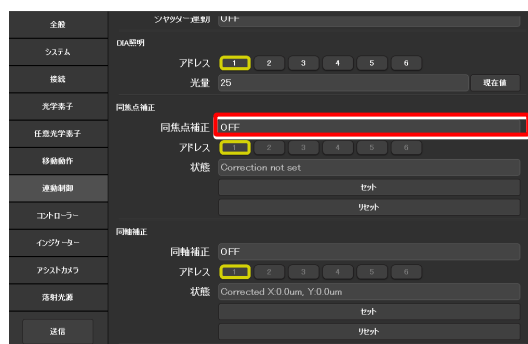 全般
システム
接続
光学素子
任意光学素子
移動動作
連動制御
コントローラー
インジケーター
アシストカメラ
落射光源
送信
シャッター連動 OFF
DIA照明
アドレス 1 2 3 4 5 6
光量 25 現在値
同焦点補正
同焦点補正 OFF
アドレス 1 2 3 4 5 6
状態 Correction not set
セット
リセット
同軸補正
同軸補正 OFF
アドレス 1 2 3 4 5 6
状態 Corrected X:0.0um, Y:0.0um
セット
リセット